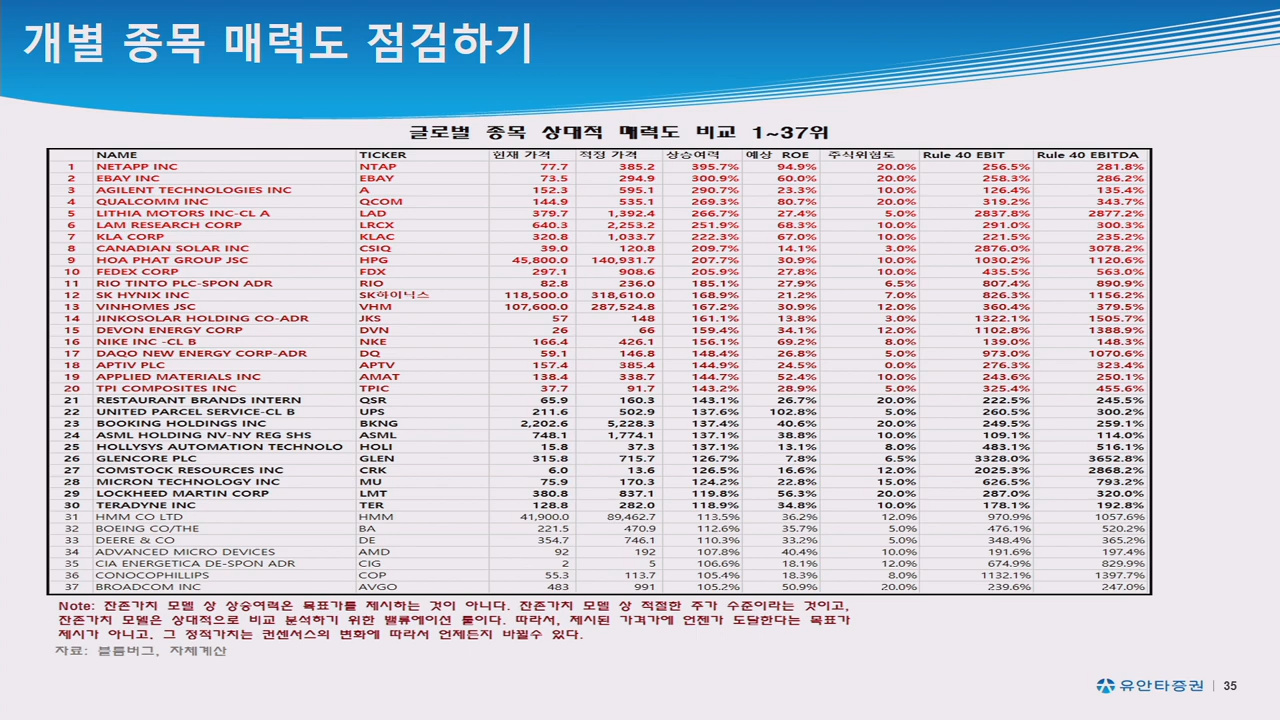 개별 종목 매력도 점검하기
글로벌 종목 상대적 매력도 비교 1~37위
NAME TICKER 현재 가격 적정 가격 상승여력 예상 ROE 주식위험도 Rule 40 EBIT Rule 40 EBITDA
1 NETAPP INC NTAP 77.7 385.2 395.7% 94.9% 20.0% 256.5% 281.8%
2 EBAY INC EBAY 73.5 294.9 300.9% 60.0% 20.0% 258.3% 286.2%
3 AGILENT TECHNOLOGIES INC A 152.3 595.1 290.7% 23.3% 10.0% 126.4% 135.4%
4 QUALCOMM INC QCOM 144.9 535.1 269.3% 80.7% 20.0% 319.2% 343.7%
5 LITHIA MOTORS INC-CL A LAD 379.7 1,392.4 266.7% 27.4% 5.0% 2837.8% 2877.2%
6 LAM RESEARCH CORP LRCX 640.3 2,253.2 251.9% 68.3% 10.0% 291.0% 300.3%
7 KLA CORP KLAC 320.8 1,033.7 222.3% 67.0% 10.0% 221.5% 235.2%
8 CANADIAN SOLAR INC CSIQ 39.0 120.8 209.7% 14.1% 3.0% 2876.0% 3078.2%
9 HOA PHAT GROUP JSC HPG 45,800.0 140,931.7 207.7% 30.9% 10.0% 1030.2% 1120.6%
10 FEDEX CORP FDX 297.1 908.6 205.9% 27.8% 10.0% 435.5% 563.0%
11 RIO TINTO PLC-SPON ADR RIO 82.8 236.0 185.1% 27.9% 6.5% 807.4% 890.9%
12 SK HYNIX INC SK하이닉스 118,500.0 318,610.0 168.9% 21.2% 7.0% 826.3% 1156.2%
13 VINHOMES JSC VHM 107,600.0 287,524.8 167.2% 30.9% 12.0% 360.4% 379.5%
14 JINKOSOLAR HOLDING CO-ADR JKS 57 148 161.1% 13.8% 3.0% 1322.1% 1505.7%
15 DEVON ENERGY CORP DVN 26 66 159.4% 34.1% 12.0% 1102.8% 1388.9%
16 NIKE INC -CL B NKE 166.4 426.1 156.1% 69.2% 8.0% 139.0% 148.3%
17 DAQO NEW ENERGY CORP-ADR DQ 59.1 146.8 148.4% 26.8% 5.0% 973.0% 1070.6%
18 APTIV PLC APTV 157.4 385.4 144.9% 24.5% 0.0% 276.3% 323.4%
19 APPLIED MATERIALS INC AMAT 138.4 338.7 144.7% 52.4% 10.0% 243.6% 250.1%
20 TPI COMPOSITES INC TPIC 37.7 91.7 143.2% 28.9% 5.0% 325.4% 455.6%
21 RESTAURANT BRANDS INTERN QSR 65.9 160.3 143.1% 26.7% 20.0% 222.5% 245.5%
22 UNITED PARCEL SERVICE-CL B UPS 211.6 502.9 137.6% 102.8% 5.0% 260.5% 300.2%
23 BOOKING HOLDINGS INC BKNG 2,202.6 5,228.3 137.4% 40.6% 20.0% 249.5% 259.1%
24 ASML HOLDING NV-NY REG SHS ASML 748.1 1,774.1 137.1% 38.8% 10.0% 109.1% 114.0%
25 HOLLYSYS AUTOMATION TECHNOLO HOLI 15.8 37.3 137.1% 13.1% 8.0% 483.1% 516.1%
26 GLENCORE PLC GLEN 315.8 715.7 126.7% 7.8% 6.5% 3328.0% 3652.8%
27 COMSTOCK RESOURCES INC CRK 6.0 13.6 126.5% 16.6% 12.0% 2025.3% 2868.2%
28 MICRON TECHNOLOGY INC MU 75.9 170.3 124.2% 22.8% 15.0% 626.5% 793.2%
29 LOCKHEED MARTIN CORP LMT 380.8 837.1 119.8% 56.3% 20.0% 287.0% 320.0%
30 TERADYNE INC TER 128.8 282.0 118.9% 34.8% 10.0% 178.1% 192.8%
31 HMM CO LTD HMM 41,900.0 89,462.7 113.5% 36.2% 12.0% 970.9% 1057.6%
32 BOEING CO/THE BA 221.5 470.9 112.6% 35.7% 5.0% 476.1% 520.2%
33 DEERE & CO DE 354.7 746.1 110.3% 33.2% 5.0% 348.4% 365.2%
34 ADVANCED MICRO DEVICES AMD 92 192 107.8% 40.4% 10.0% 191.6% 197.4%
35 CIA ENERGETICA DE-SPON ADR CIG 2 5 106.6% 18.1% 12.0% 674.9% 829.9%
36 CONOCOPHILLIPS COP 55.3 113.7 105.4% 18.3% 8.0% 1132.1% 1397.7%
37 BROADCOM INC AVGO 483 991 105.2% 50.9% 20.0% 239.6% 247.0%
Note: 잔존가치 모델 상 상승여력은 목표가를 제시하는 것이 아니다. 잔존가치 모델 상 적절한 주가 수준이라는 것이고,
잔존가치 모델은 상대적으로 비교 분석하기 위한 밸류에이션 툴이다. 따라서, 제시된 가격가에 언젠가 도달한다는 목표가
제시가 아니고, 그 정적가치는 컨센서스의 변화에 따라서 언제든지 바뀔수 있다.
자료: 블룸버그, 자체계산
유안타증권 35